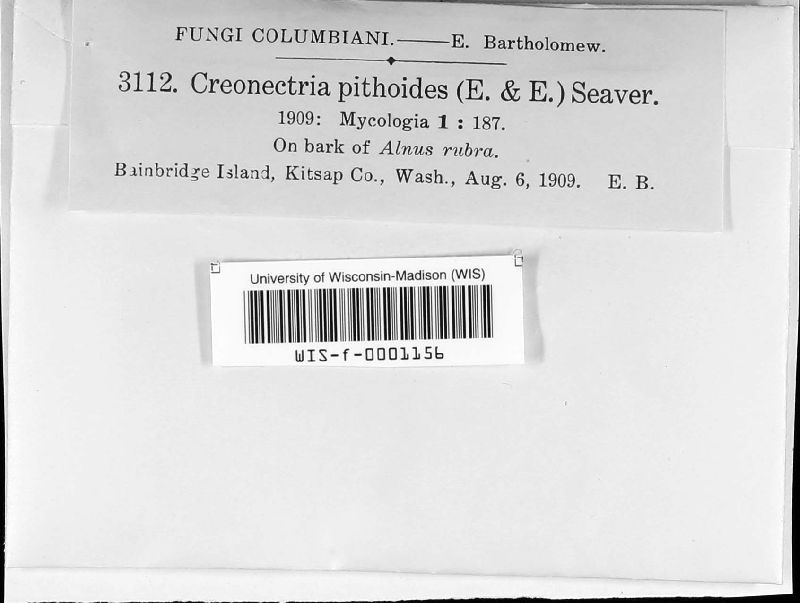 FUNGI COLUMBIANI.——E. Bartholomew.
3112. Creonectria pithoides (E. & E.) Seaver.
1909: Mycologia 1 : 187.
On bark of Alnus rubra.
Bainbridge Island, Kitsap Co., Wash., Aug. 6, 1909. E. B.
University of Wisconsin-Madison (WIS)
WIS-f-0001156